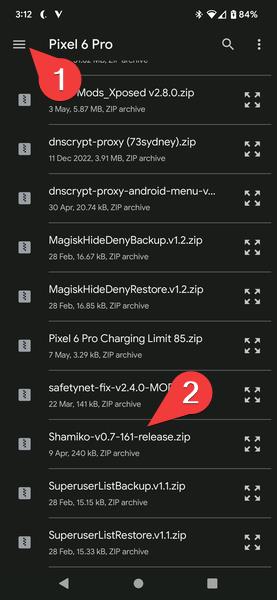 3:12
84%
Pixel 6 Pro
1
MB, ZIP archive
Mods_Xposed v2.8.0.zip
3 May, 5.87 MB, ZIP archive
dnscrypt-proxy (73sydney).zip
11 Dec 2022, 3.91 MB, ZIP archive
dnscrypt-proxy-android-menu-v...
30 Apr, 20.74 kB, ZIP archive
MagiskHideDenyBackup.v1.2.zip
28 Feb, 16.67 kB, ZIP archive
MagiskHideDenyRestore.v1.2.zip
28 Feb, 16.85 kB, ZIP archive
Pixel 6 Pro Charging Limit 85.zip
7 May, 3.29 kB, ZIP archive
safetynet-fix-v2.4.0-MOD
22 Mar, 141 kB, ZIP archive
2
Shamiko-v0.7-161-release.zip
9 Apr, 240 kB, ZIP archive
SuperuserListBackup.v1.1.zip
28 Feb, 15.15 kB, ZIP archive
SuperuserListRestore.v1.1.zip
28 Feb, 15.33 kB, ZIP archive